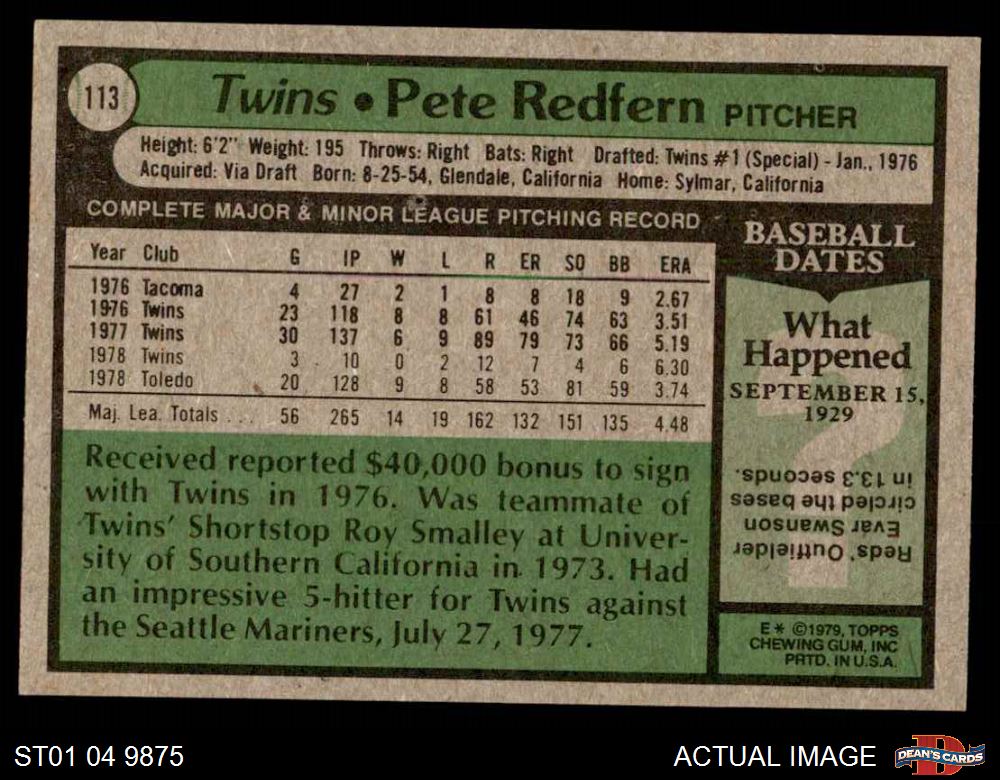 113
Twins • Pete Redfern PITCHER
Height: 6'2" Weight: 195 Throws: Right Bats: Right Drafted: Twins #1 (Special) - Jan., 1976
Acquired: Via Draft Born: 8-25-54, Glendale, California Home: Sylmar, California
COMPLETE MAJOR & MINOR LEAGUE PITCHING RECORD
Year Club G IP W L R ER SO BB ERA
1976 Tacoma 4 27 2 1 8 8 18 9 2.67
1976 Twins 23 118 8 8 61 46 74 63 3.51
1977 Twins 30 137 6 9 89 79 73 66 5.19
1978 Twins 3 10 0 2 12 7 4 6 6.30
1978 Toledo 20 128 9 8 58 53 81 59 3.74
Maj. Lea. Totals . . . 56 265 14 19 162 132 151 135 4.48
Received reported $40,000 bonus to sign
with Twins in 1976. Was teammate of
Twins' Shortstop Roy Smalley at Univer-
sity of Southern California in 1973. Had
an impressive 5-hitter for Twins against
the Seattle Mariners, July 27, 1977.
BASEBALL
DATES
What
Happened
SEPTEMBER 15,
1929
?
Reds' Outfielder
Evar Swanson
circled the bases
in 13.3 seconds.
E* ©1979, TOPPS
CHEWING GUM, INC
PRTD. IN U.S.A.
ST01 04 9875
ACTUAL IMAGE
D
DEAN'S CARDS